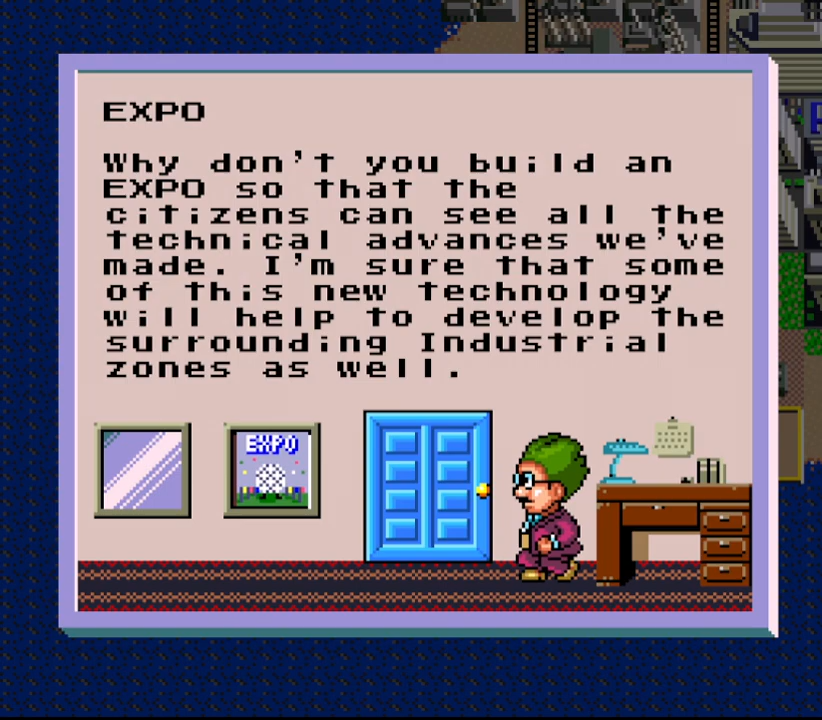 EXPO
Why don't you build an
EXPO so that the
citizens can see all the
technical advances we've
made. I'm sure that some
of this new technology
will help to develop the
surrounding Industrial
zones as well.
EXPO